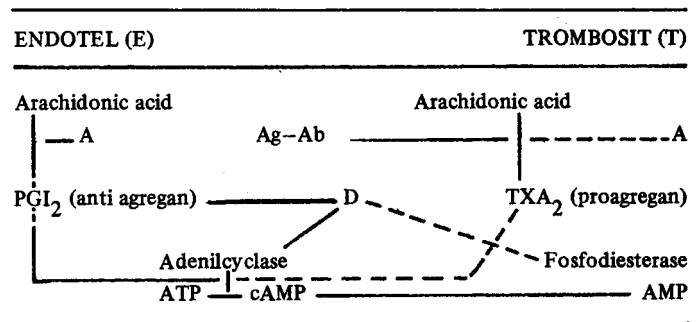 ENDOTEL (E) TROMBOSIT (T)
Arachidonic acid Arachidonic acid
A Ag–Ab A
PGI2 (anti agregan) D TXA2 (proagregan)
Adenilcyclase Fosfodiesterase
ATP cAMP AMP